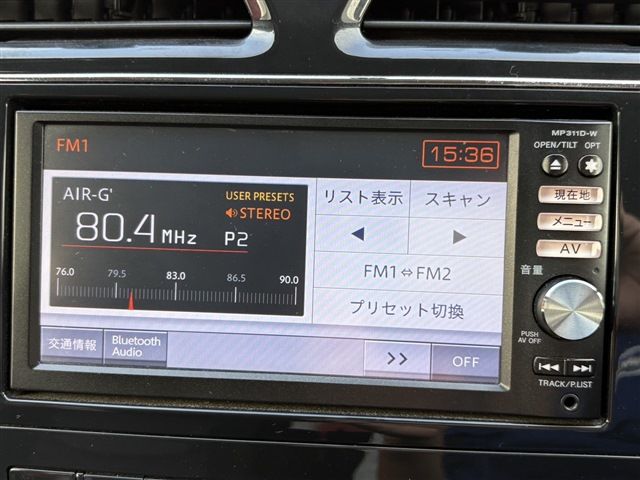 MP311D-W
OPEN/TILT OPT
FM1
15:36
AIR-G'
USER PRESETS
STEREO
80.4 MHz P2
76.0 79.5 83.0 86.5 90.0
リスト表示 スキャン
◀ ▶
FM1⇔FM2
プリセット切換
交通情報
Bluetooth
Audio
>>
OFF
現在地
メニュー
AV
音量
PUSH
AV OFF
TRACK/P.LIST